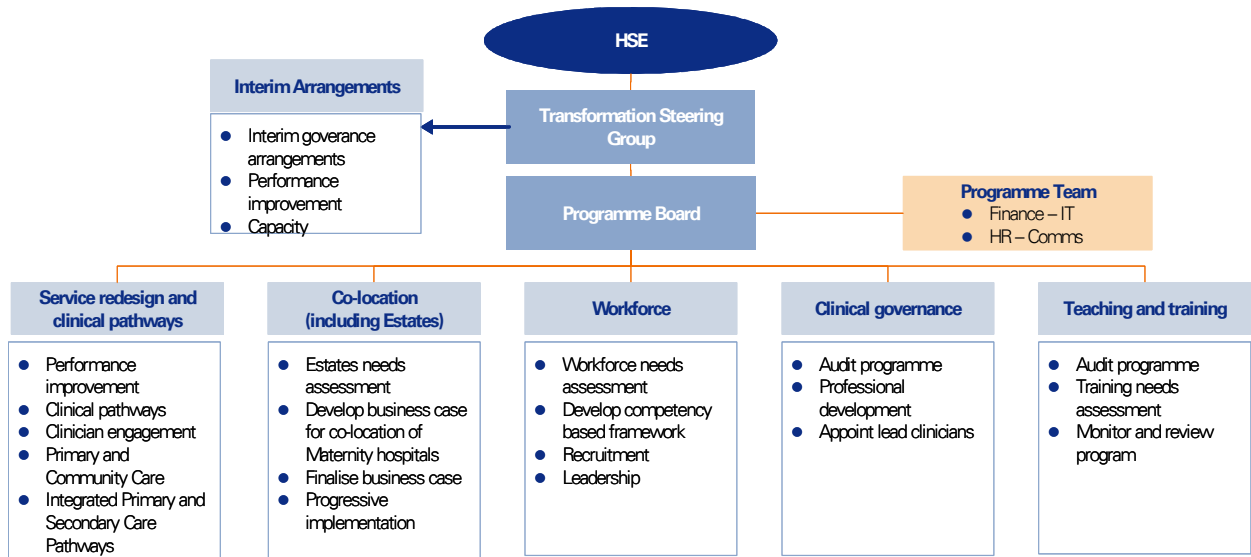 HSE
Interim Arrangements
● Interim goverance
arrangements
● Performance
improvement
● Capacity
Transformation Steering
Group
Programme Board
Programme Team
● Finance – IT
● HR – Comms
Service redesign and
clinical pathways
● Performance
improvement
● Clinical pathways
● Clinician engagement
● Primary and
Community Care
● Integrated Primary and
Secondary Care
Pathways
Co-location
(including Estates)
● Estates needs
assessment
● Develop business case
for co-location of
Maternity hospitals
● Finalise business case
● Progressive
implementation
Workforce
● Workforce needs
assessment
● Develop competency
based framework
● Recruitment
● Leadership
Clinical governance
● Audit programme
● Professional
development
● Appoint lead clinicians
Teaching and training
● Audit programme
● Training needs
assessment
● Monitor and review
program